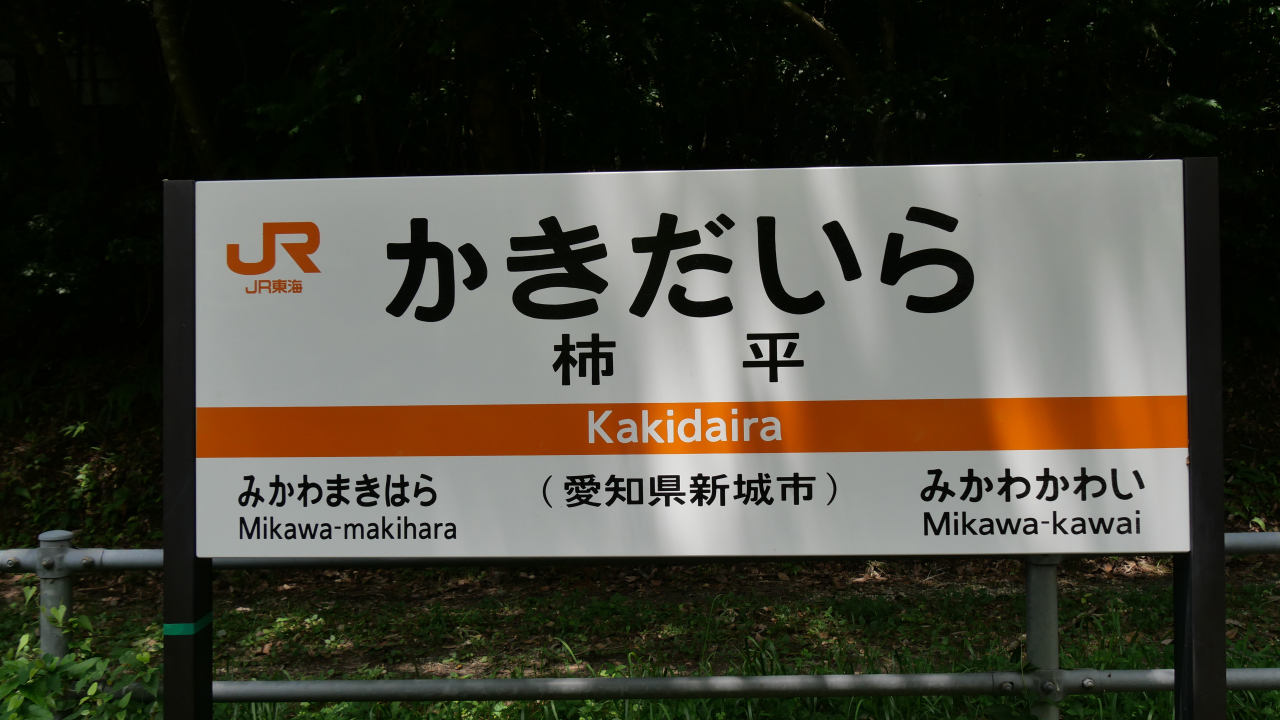 JR
JR東海
かきだいら
柿平
Kakidaira
みかわまきはら
Mikawa-makihara
（愛知県新城市）
みかわかわい
Mikawa-kawai